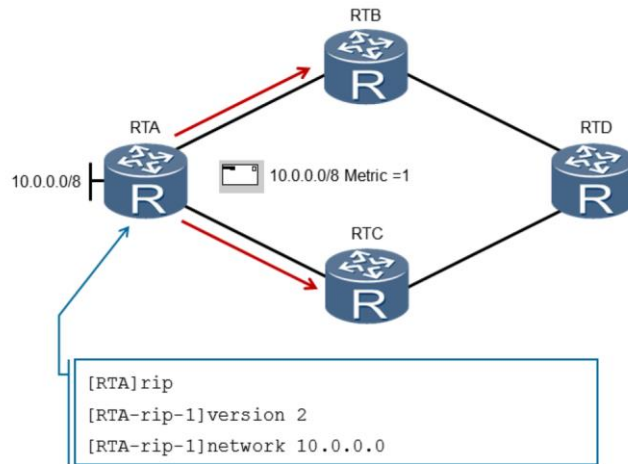 RTB
RTA
RTD
10.0.0.0/8
10.0.0.0/8 Metric =1
RTC
R
R
R
R
[RTA]rip
[RTA-rip-1]version 2
[RTA-rip-1]network 10.0.0.0